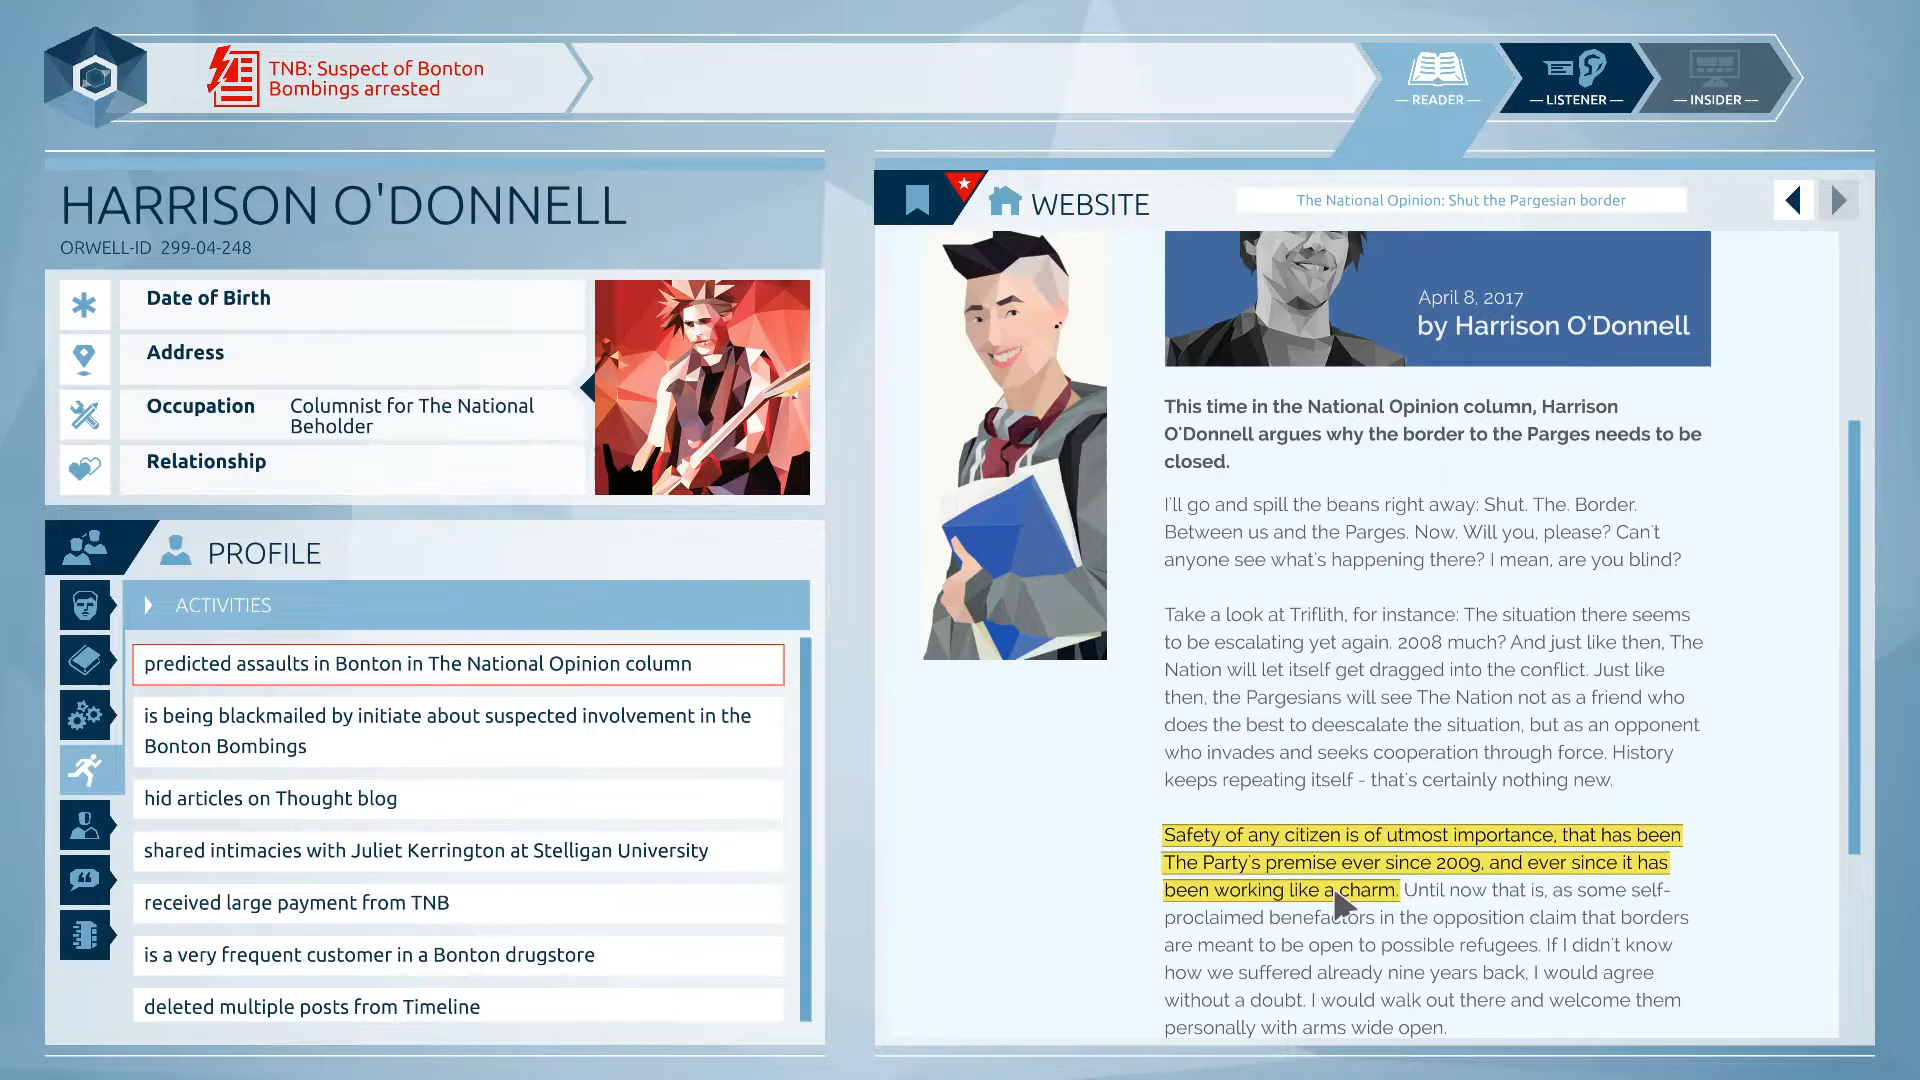 TNB: Suspect of Bonton
Bombings arrested
— READER —
— LISTENER —
— INSIDER —
HARRISON O'DONNELL
ORWELL-ID 299-04-248
Date of Birth
Address
Occupation Columnist for The National
Beholder
Relationship
PROFILE
ACTIVITIES
predicted assaults in Bonton in The National Opinion column
is being blackmailed by initiate about suspected involvement in the
Bonton Bombings
hid articles on Thought blog
shared intimacies with Juliet Kerrington at Stelligan University
received large payment from TNB
is a very frequent customer in a Bonton drugstore
deleted multiple posts from Timeline
WEBSITE
The National Opinion: Shut the Pargesian border
April 8, 2017
by Harrison O'Donnell
This time in the National Opinion column, Harrison
O'Donnell argues why the border to the Parges needs to be
closed.
I'll go and spill the beans right away: Shut. The. Border.
Between us and the Parges. Now. Will you, please? Can't
anyone see what's happening there? I mean, are you blind?
Take a look at Triflith, for instance: The situation there seems
to be escalating yet again. 2008 much? And just like then, The
Nation will let itself get dragged into the conflict. Just like
then, the Pargesians will see The Nation not as a friend who
does the best to deescalate the situation, but as an opponent
who invades and seeks cooperation through force. History
keeps repeating itself - that's certainly nothing new.
Safety of any citizen is of utmost importance, that has been
The Party's premise ever since 2009, and ever since it has
been working like a charm. Until now that is, as some self-
proclaimed benefactors in the opposition claim that borders
are meant to be open to possible refugees. If I didn't know
how we suffered already nine years back, I would agree
without a doubt. I would walk out there and welcome them
personally with arms wide open.